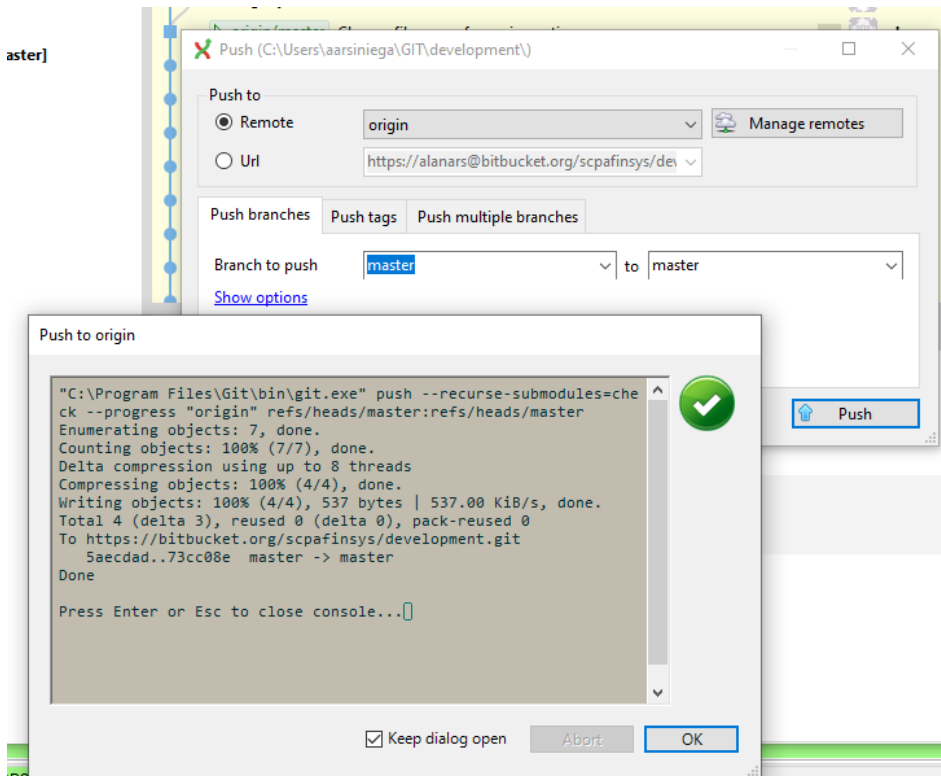 aster]
Push (C:\Users\aarsiniega\GIT\development\)
Push to
Remote
origin
Manage remotes
Url
https://alanars@bitbucket.org/scpafinsys/dev
Push branches
Push tags
Push multiple branches
Branch to push
master
to
master
Show options
Push
Push to origin
"C:\Program Files\Git\bin\git.exe" push --recurse-submodules=che
ck --progress "origin" refs/heads/master:refs/heads/master
Enumerating objects: 7, done.
Counting objects: 100% (7/7), done.
Delta compression using up to 8 threads
Compressing objects: 100% (4/4), done.
Writing objects: 100% (4/4), 537 bytes | 537.00 KiB/s, done.
Total 4 (delta 3), reused 0 (delta 0), pack-reused 0
To https://bitbucket.org/scpafinsys/development.git
5aecdad..73cc08e  master -> master
Done
Press Enter or Esc to close console...
Keep dialog open
Abort
OK